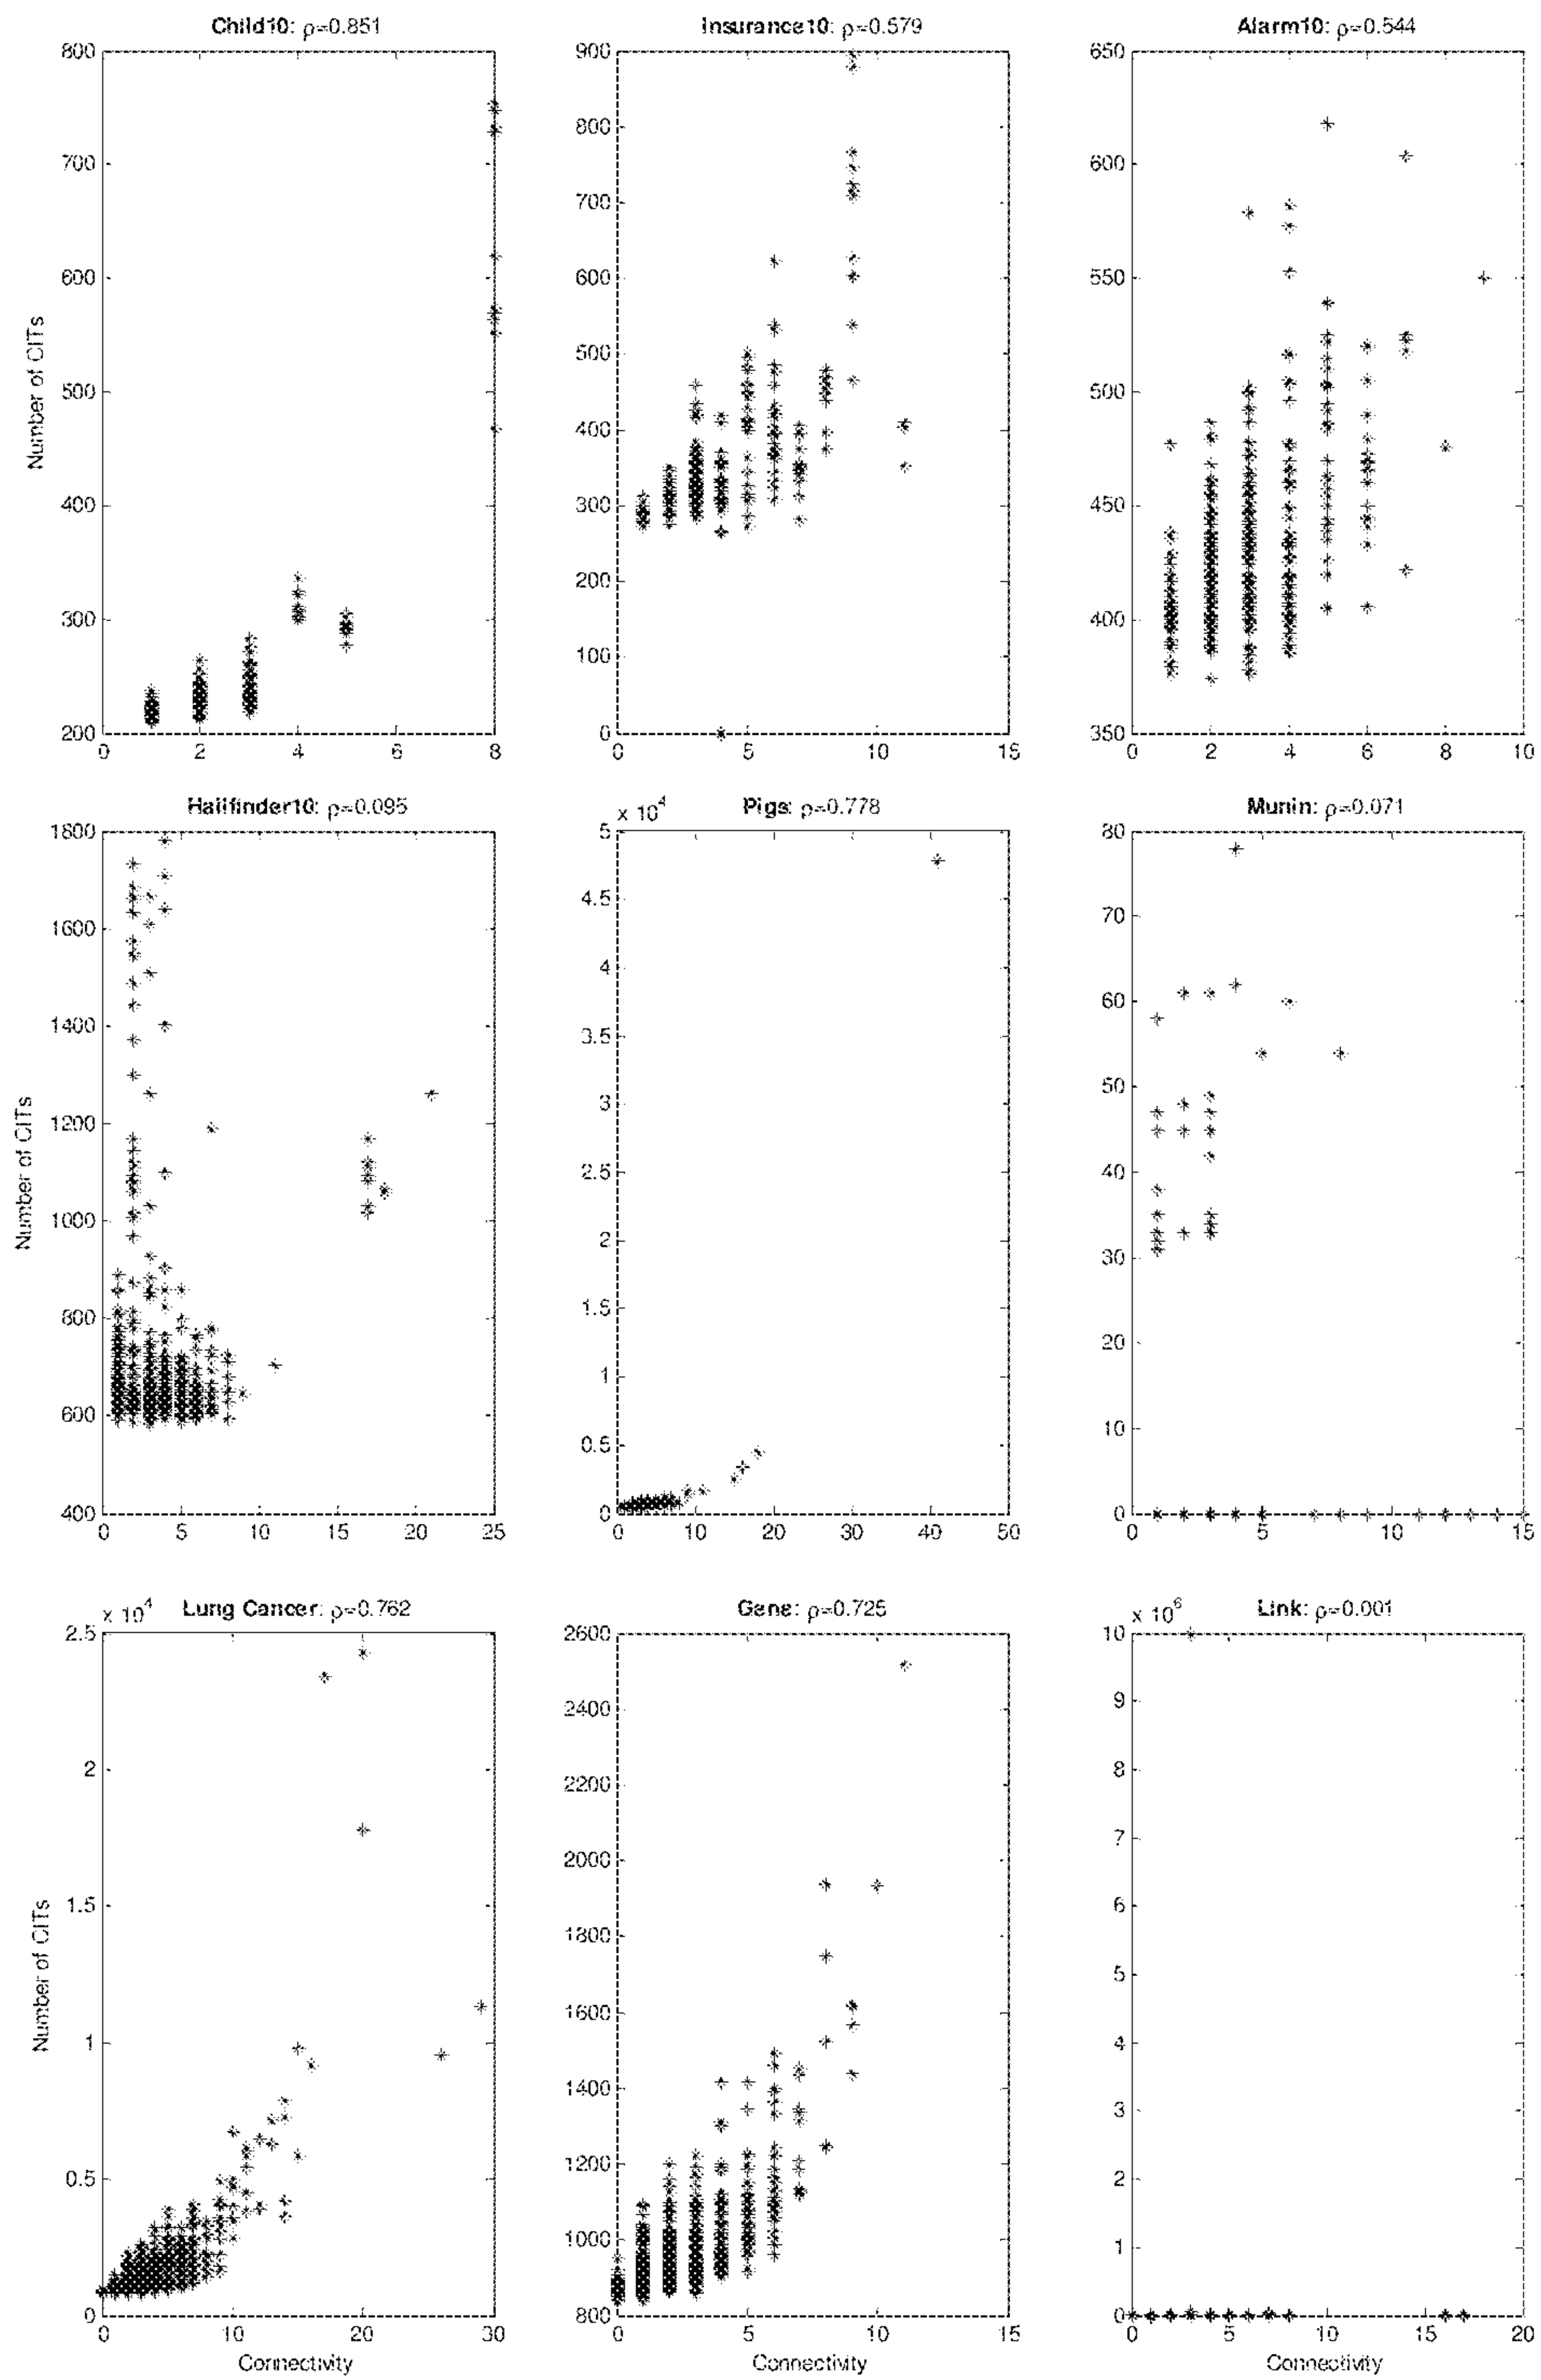 Child10: ρ=0.851
800
700
600
500
400
300
200
0 2 4 6 8
Number of CITs
Insurance10: ρ=0.579
900
800
700
600
500
400
300
200
100
0
0 5 10 15
Alarm10: ρ=0.544
650
600
550
500
450
400
350
0 2 4 6 8 10
Hailfinder10: ρ=0.095
1800
1600
1400
1200
1000
800
600
400
0 5 10 15 20 25
Number of CITs
Pigs: ρ=0.778
x 10⁴
5
4.5
4
3.5
3
2.5
2
1.5
1
0.5
0
0 10 20 30 40 50
Munin: ρ=0.071
80
70
60
50
40
30
20
10
0
0 5 10 15
Lung Cancer: ρ=0.762
x 10⁴
2.5
2
1.5
1
0.5
0
0 10 20 30
Number of CITs
Connectivity
Gene: ρ=0.725
2600
2400
2200
2000
1800
1600
1400
1200
1000
800
0 5 10 15
Connectivity
Link: ρ=0.001
x 10⁶
10
9
8
7
6
5
4
3
2
1
0
0 5 10 15 20
Connectivity